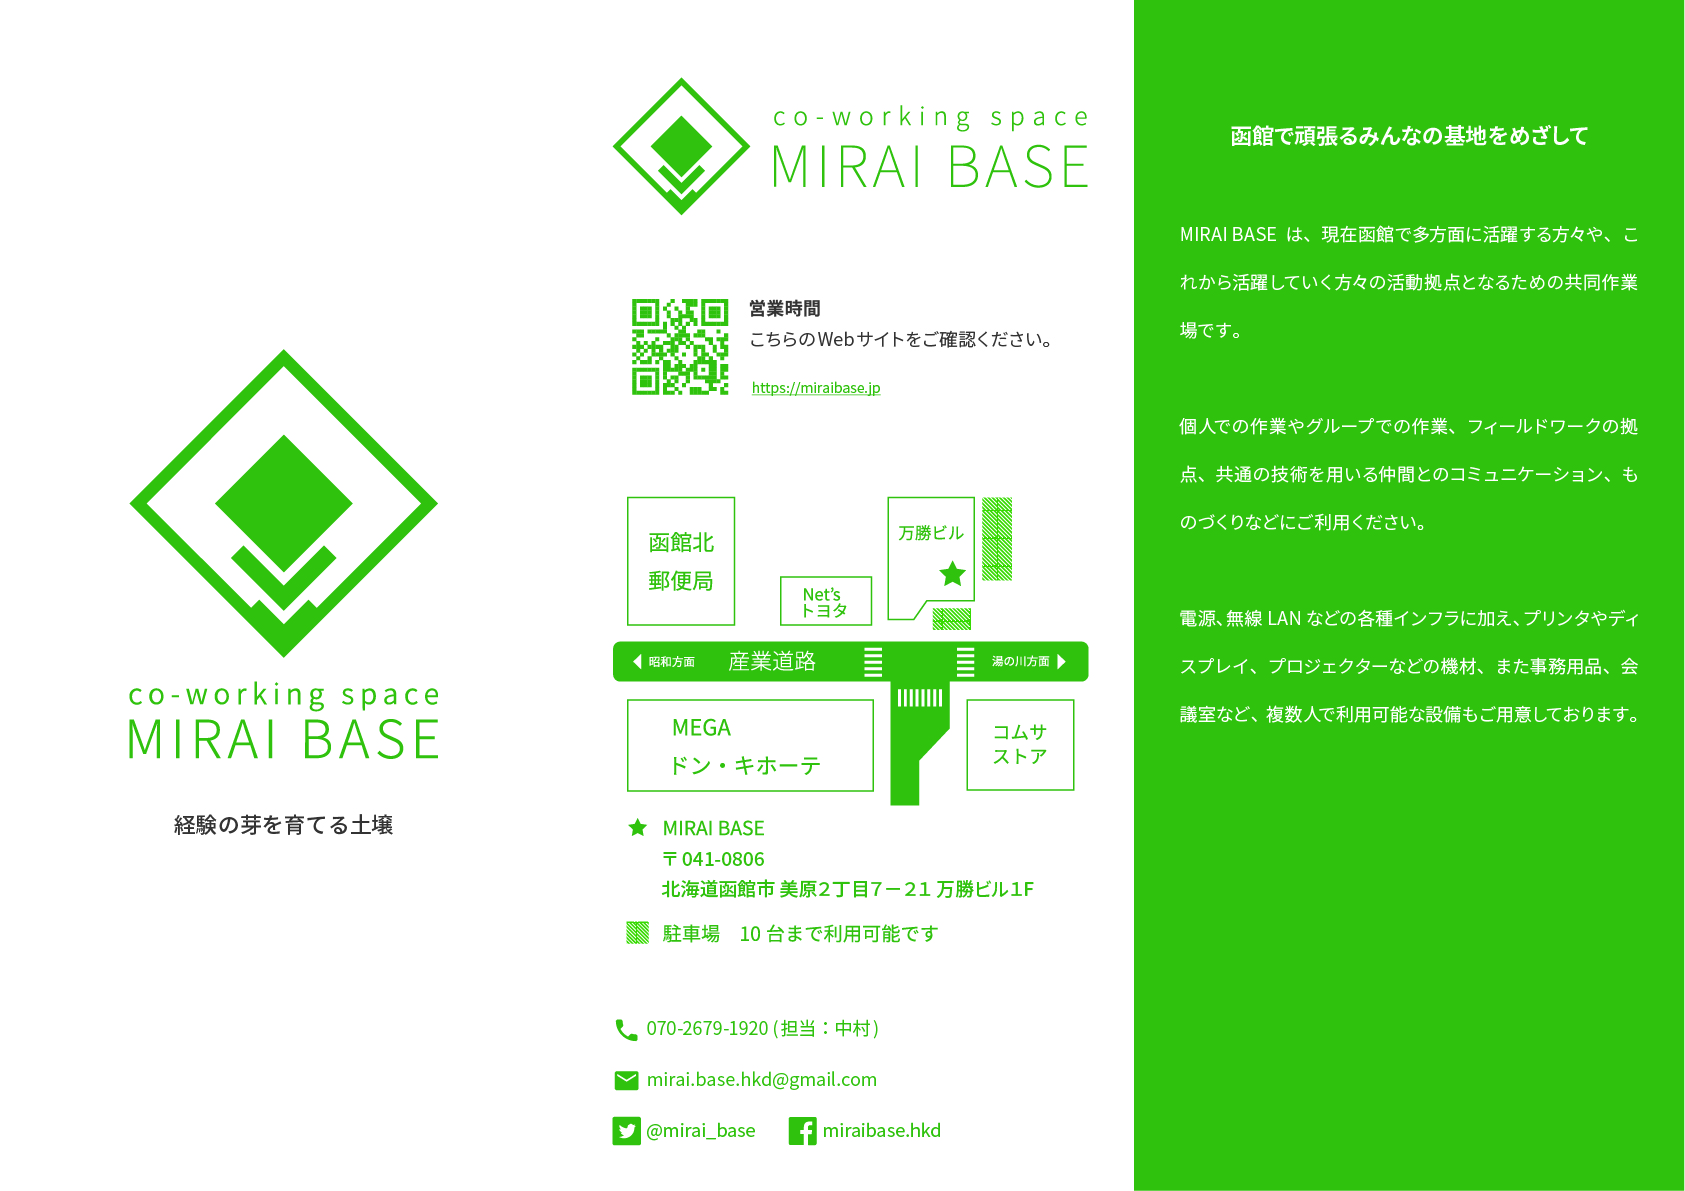 co-working space
MIRAI BASE
経験の芽を育てる土壌
co-working space
MIRAI BASE
営業時間
こちらのWebサイトをご確認ください。
https://miraibase.jp
函館北
郵便局
Net's
トヨタ
万勝ビル
昭和方面
産業道路
湯の川方面
MEGA
ドン・キホーテ
コムサ
ストア
MIRAI BASE
〒041-0806
北海道函館市 美原2丁目7−21 万勝ビル1F
駐車場　10 台まで利用可能です
070-2679-1920 (担当：中村)
mirai.base.hkd@gmail.com
@mirai_base
miraibase.hkd
函館で頑張るみんなの基地をめざして
MIRAI BASE は、現在函館で多方面に活躍する方々や、こ
れから活躍していく方々の活動拠点となるための共同作業
場です。
個人での作業やグループでの作業、フィールドワークの拠
点、共通の技術を用いる仲間とのコミュニケーション、も
のづくりなどにご利用ください。
電源、無線 LAN などの各種インフラに加え、プリンタやディ
スプレイ、プロジェクターなどの機材、また事務用品、会
議室など、複数人で利用可能な設備もご用意しております。